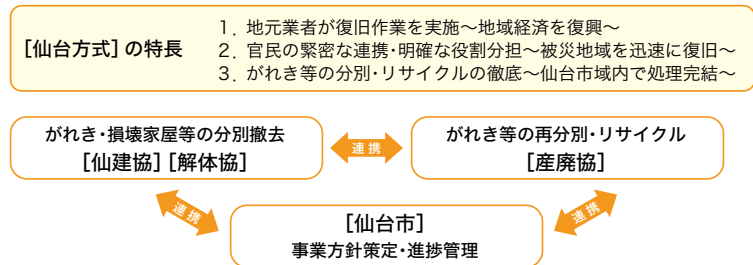 [仙台方式]の特長
1. 地元業者が復旧作業を実施～地域経済を復興～
2. 官民の緊密な連携・明確な役割分担～被災地域を迅速に復旧～
3. がれき等の分別・リサイクルの徹底～仙台市域内で処理完結～
がれき・損壊家屋等の分別撤去
[仙建協][解体協]
連携
がれき等の再分別・リサイクル
[産廃協]
連携
[仙台市]
事業方針策定・進捗管理
連携